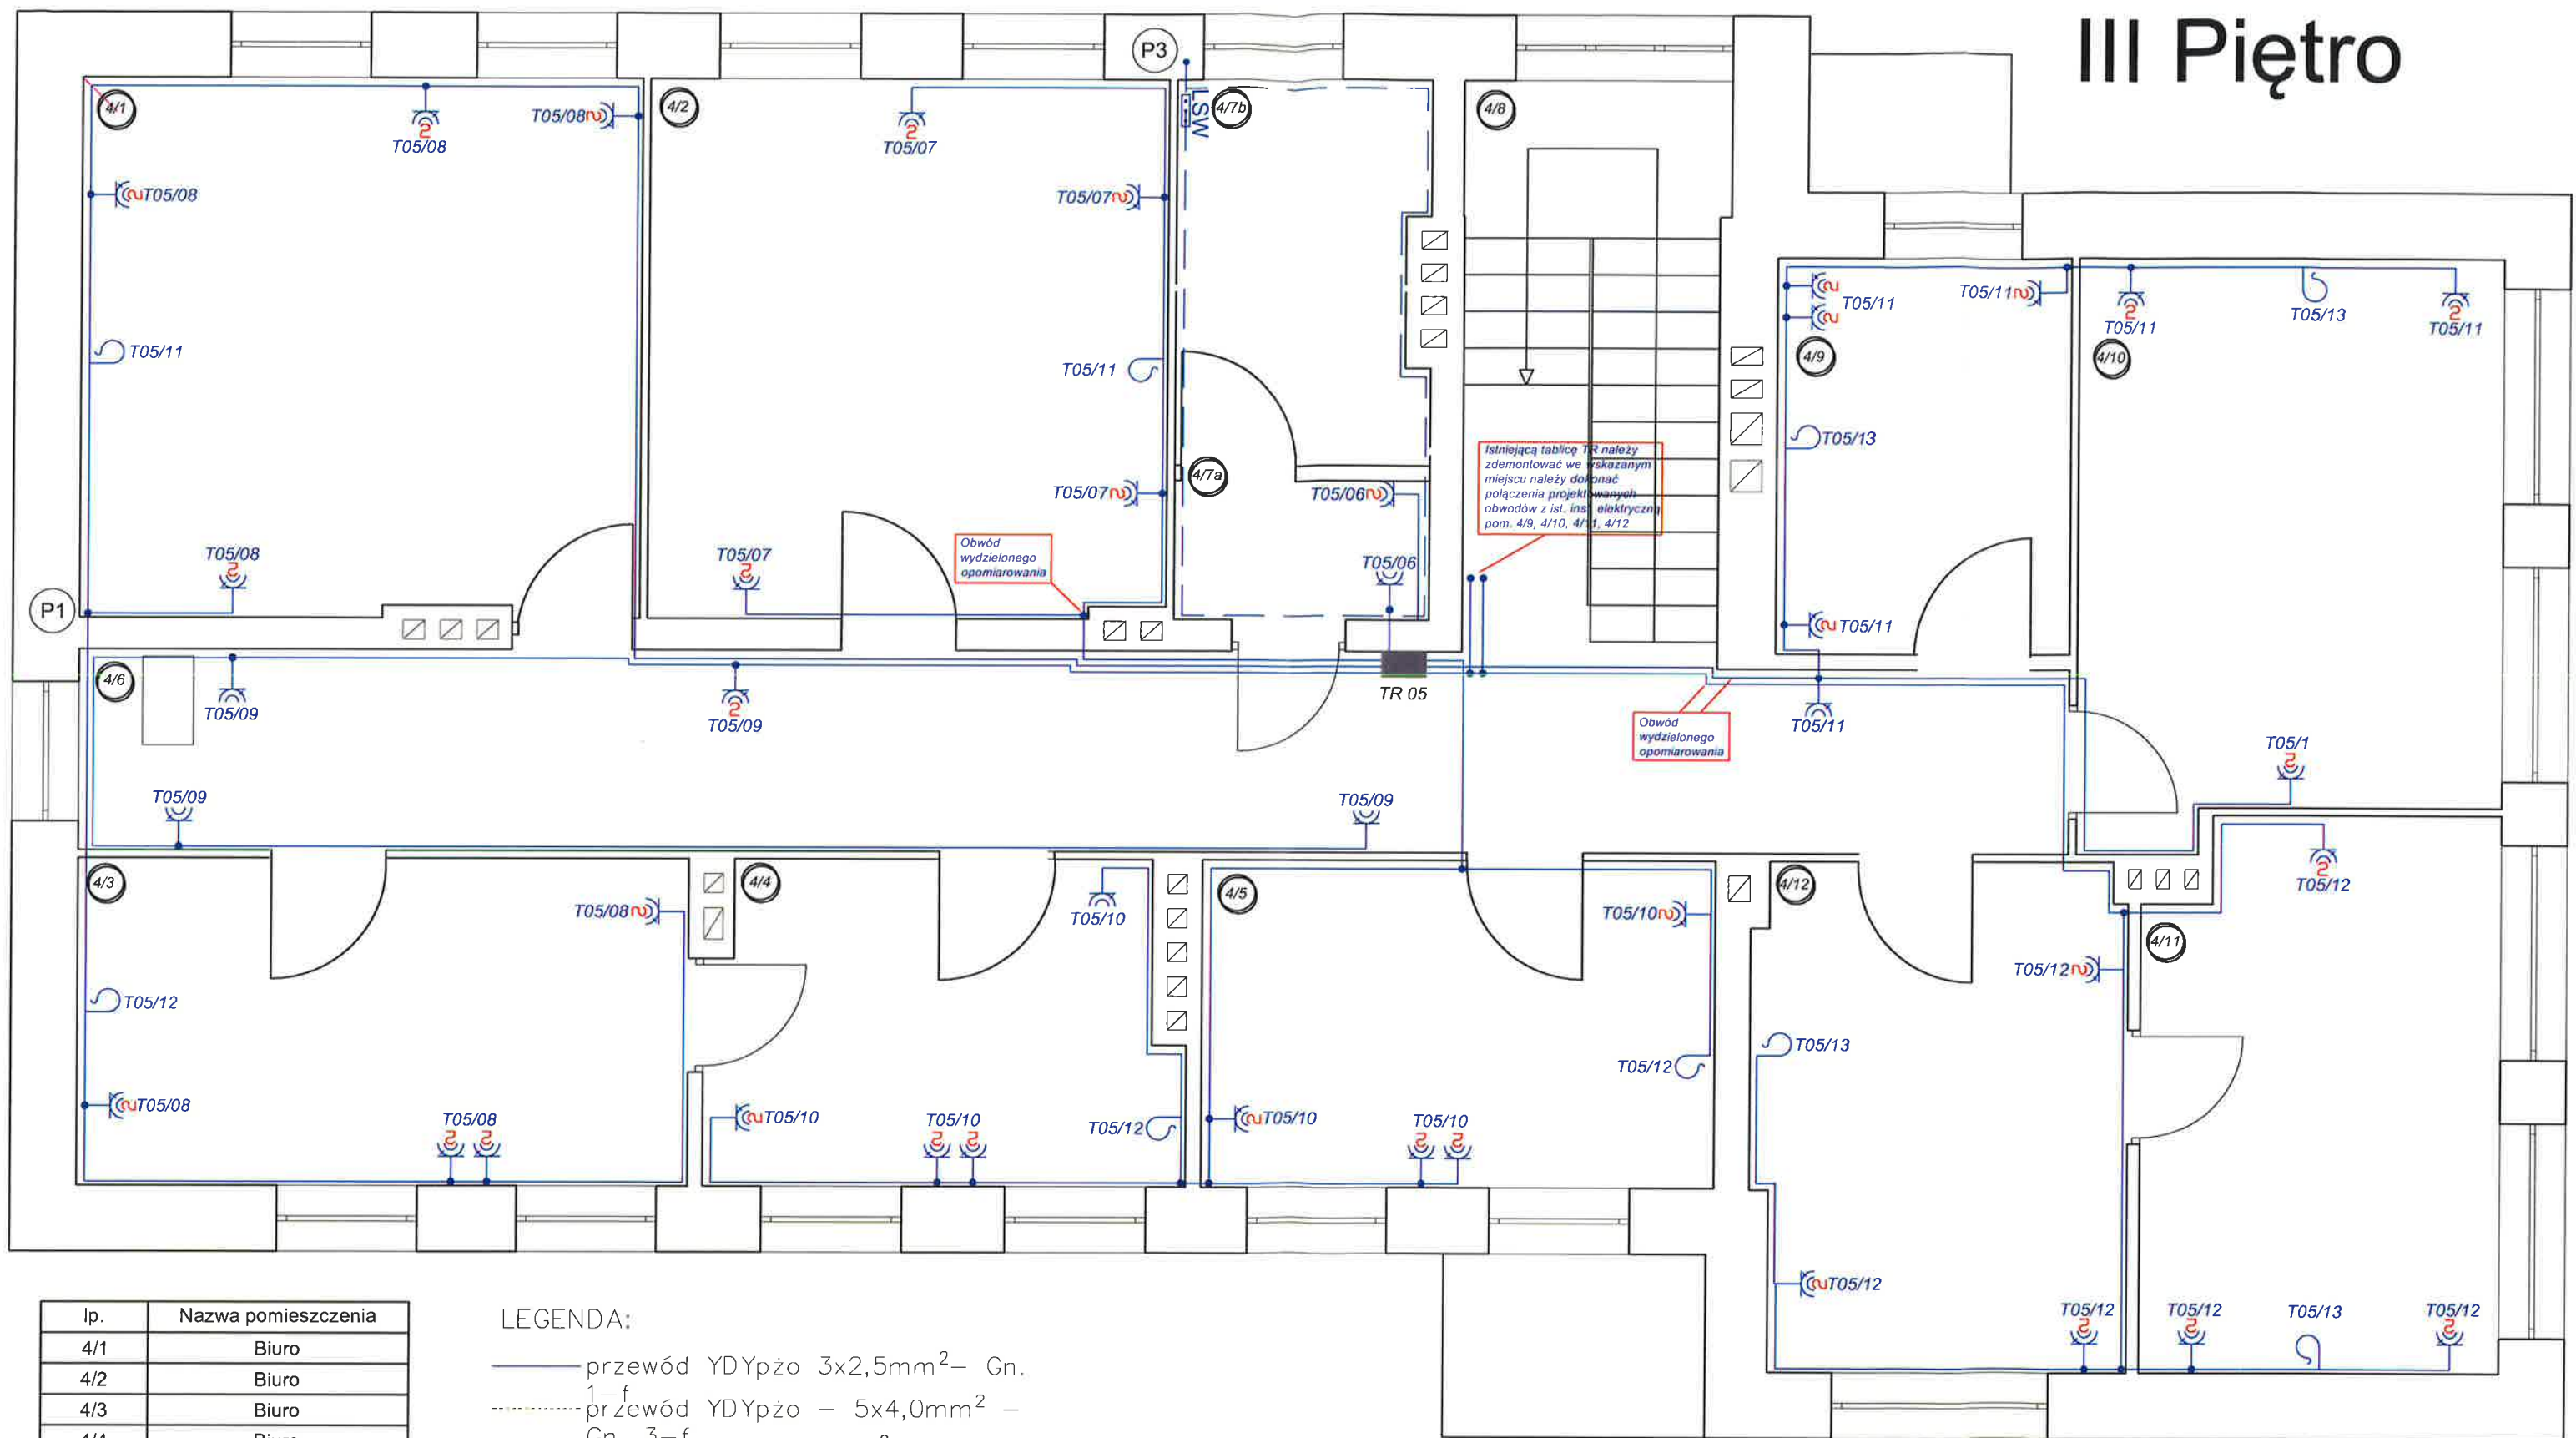 III Piętro
P3
4/1
T05/08
T05/08
4/2
T05/07
LSW
4/7b
4/8
T05/08
T05/07
T05/11
T05/11
T05/11
T05/13
T05/11
4/9
4/10
T05/11
T05/11
T05/13
4/7a
T05/07
T05/06
Istniejącą tablicę TR należy
zdemontować we wskazanym
miejscu należy dokonać
połączenia projektowanych
obwodów z ist. inst. elektryczną
pom. 4/9, 4/10, 4/11, 4/12
T05/08
T05/07
Obwód
wydzielonego
opomiarowania
T05/06
P1
T05/11
4/6
T05/09
T05/09
TR 05
Obwód
wydzielonego
opomiarowania
T05/11
T05/1
T05/09
T05/09
4/3
T05/08
4/4
T05/10
4/5
T05/10
4/12
T05/12
4/11
T05/12
T05/12
T05/13
T05/12
T05/12
T05/08
T05/08
T05/10
T05/10
T05/10
T05/10
T05/12
T05/12
T05/12
T05/12
T05/13
T05/12
lp. Nazwa pomieszczenia
4/1 Biuro
4/2 Biuro
4/3 Biuro
LEGENDA:
przewód YDYpżo 3x2,5mm²– Gn.
1–f
przewód YDYpżo – 5x4,0mm² –